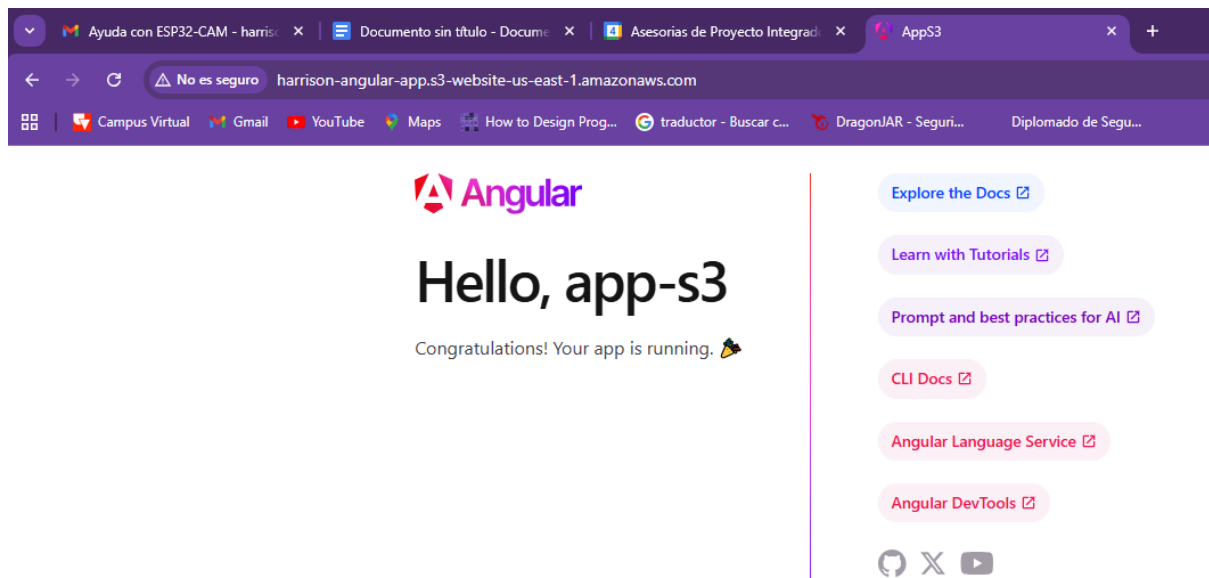 Ayuda con ESP32-CAM - harrisc
Documento sin título - Docume
4 Asesorias de Proyecto Integrad
AppS3
No es seguro harrison-angular-app.s3-website-us-east-1.amazonaws.com
Campus Virtual Gmail YouTube Maps How to Design Prog... traductor - Buscar c... DragonJAR - Seguri... Diplomado de Segu...
Angular
Hello, app-s3
Congratulations! Your app is running.
Explore the Docs
Learn with Tutorials
Prompt and best practices for AI
CLI Docs
Angular Language Service
Angular DevTools